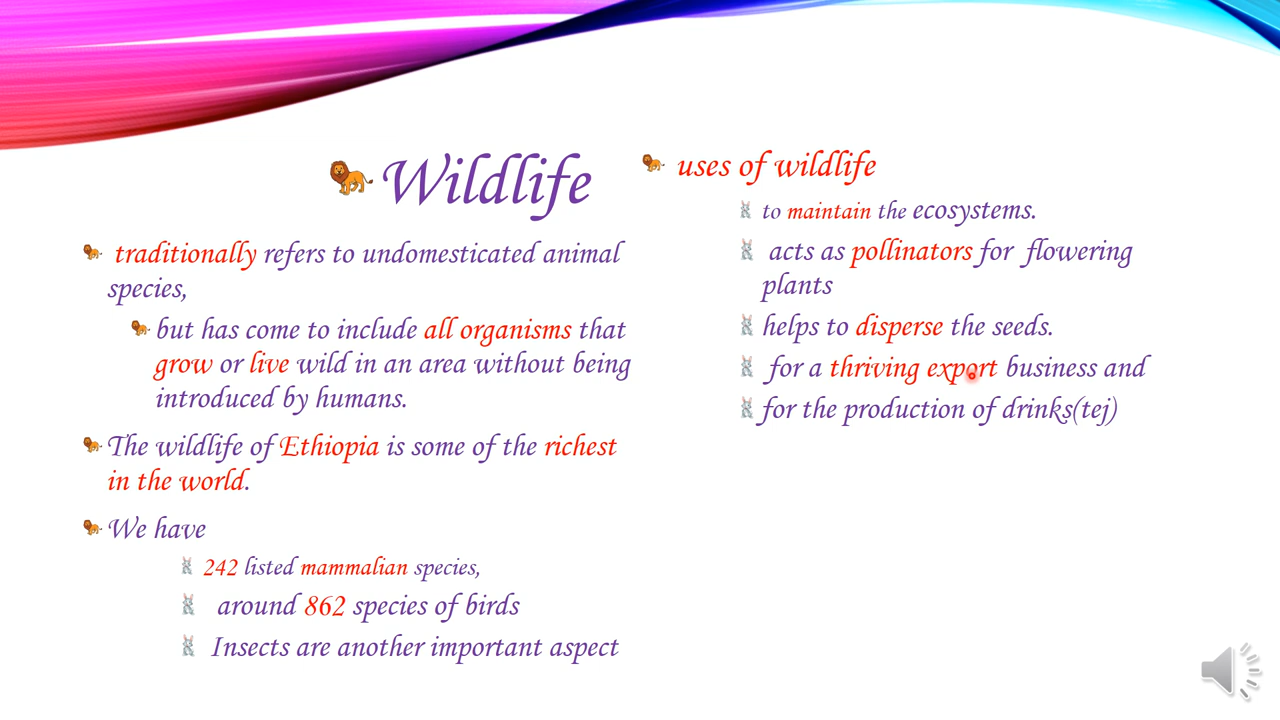 Wildlife
traditionally refers to undomesticated animal
species,
but has come to include all organisms that
grow or live wild in an area without being
introduced by humans.
The wildlife of Ethiopia is some of the richest
in the world.
We have
242 listed mammalian species,
around 862 species of birds
Insects are another important aspect
uses of wildlife
to maintain the ecosystems.
acts as pollinators for flowering
plants
helps to disperse the seeds.
for a thriving export business and
for the production of drinks(tej)